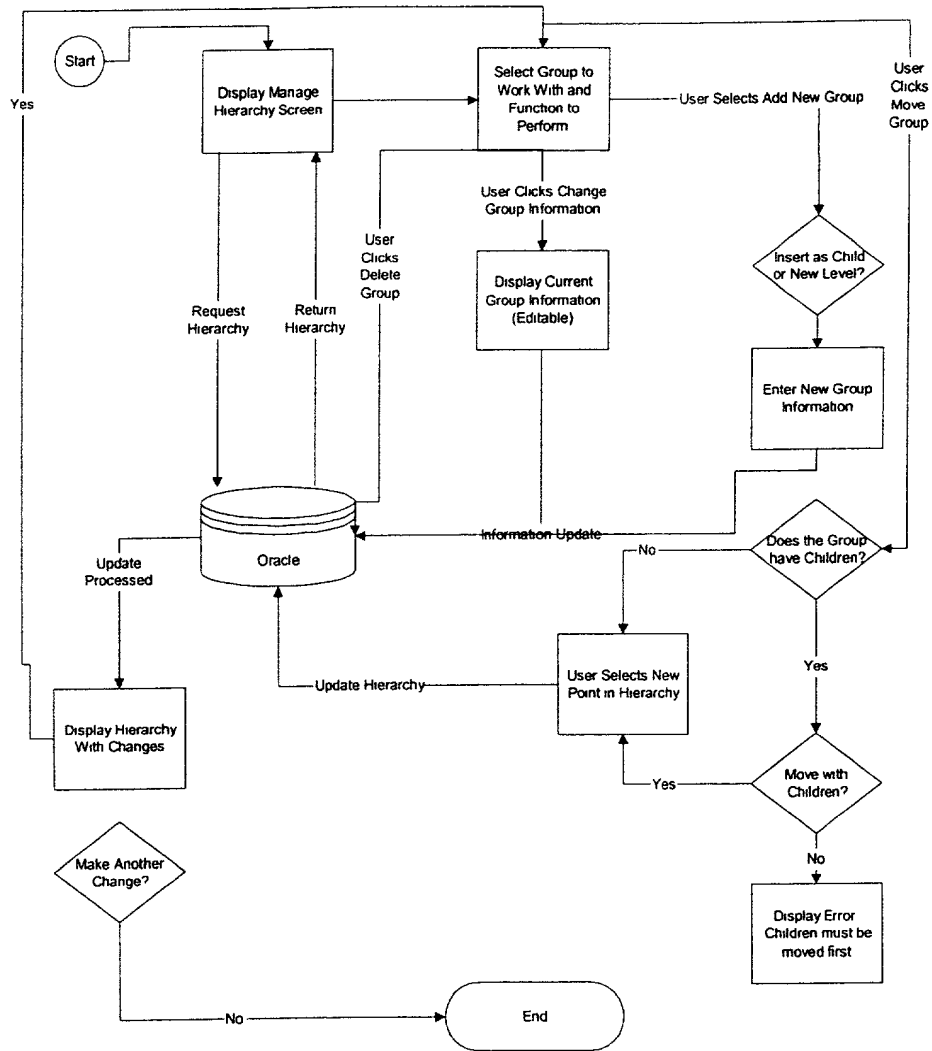 Start
Yes
Display Manage
Hierarchy Screen
Select Group to
Work With and
Function to
Perform
User Selects Add New Group
User
Clicks
Move
Group
User Clicks Change
Group Information
User
Clicks
Delete
Group
Insert as Child
or New Level?
Display Current
Group Information
(Editable)
Request
Hierarchy
Return
Hierarchy
Enter New Group
Information
Information Update
Oracle
Update
Processed
No
Does the Group
have Children?
Yes
User Selects New
Point in Hierarchy
Update Hierarchy
Display Hierarchy
With Changes
Yes
Move with
Children?
No
Make Another
Change?
Display Error
Children must be
moved first
No
End